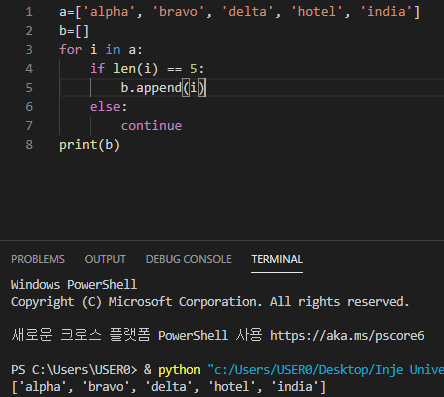 1 a=['alpha', 'bravo', 'delta', 'hotel', 'india']
2 b=[]
3 for i in a:
4     if len(i) == 5:
5         b.append(i)
6     else:
7         continue
8 print(b)
PROBLEMS OUTPUT DEBUG CONSOLE TERMINAL
Windows PowerShell
Copyright (C) Microsoft Corporation. All rights reserved.
새로운 크로스 플랫폼 PowerShell 사용 https://aka.ms/pscore6
PS C:\Users\USER0> & python "c:/Users/USER0/Desktop/Inje Unive
['alpha', 'bravo', 'delta', 'hotel', 'india']